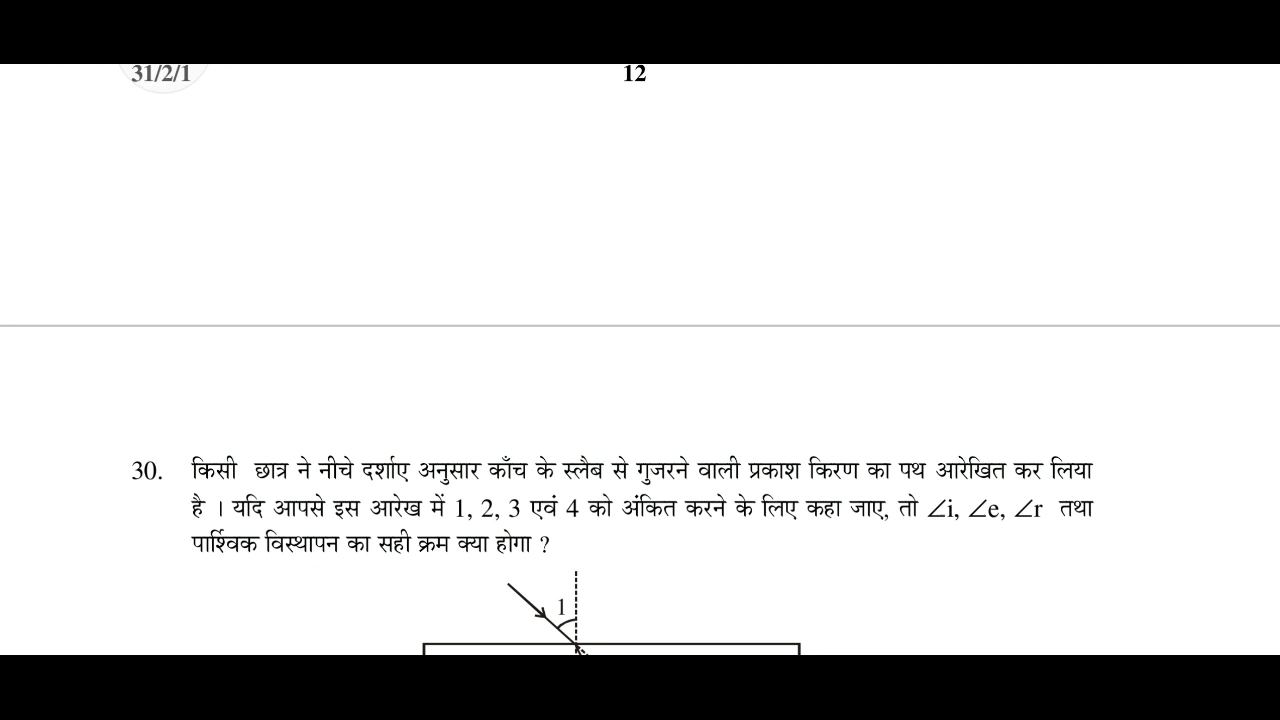 31/2/1
12
30. किसी छात्र ने नीचे दर्शाए अनुसार काँच के स्लैब से गुजरने वाली प्रकाश किरण का पथ आरेखित कर लिया
है । यदि आपसे इस आरेख में 1, 2, 3 एवं 4 को अंकित करने के लिए कहा जाए, तो ∠i, ∠e, ∠r तथा
पार्श्विक विस्थापन का सही क्रम क्या होगा ?
1